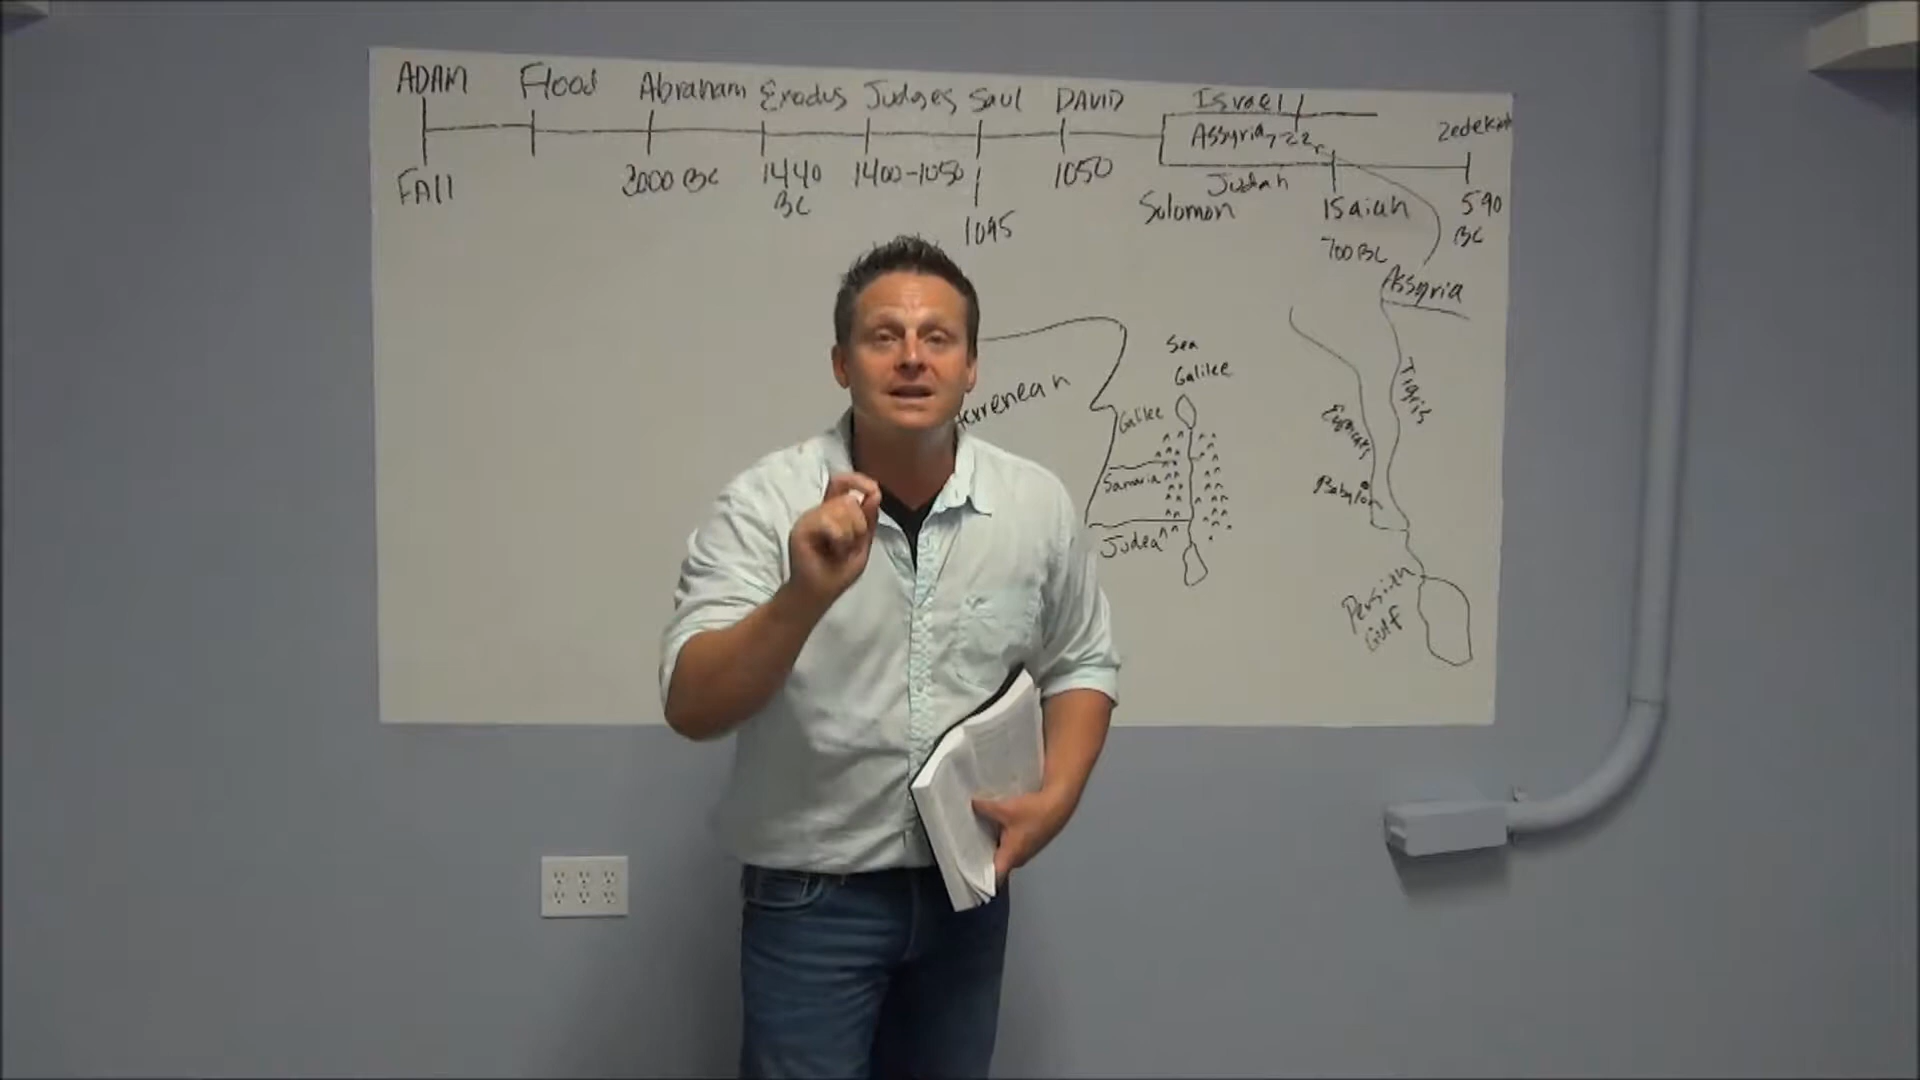 ADAM Flood Abraham Exodus Judges Saul DAVID
Israel
Assyria 722
Zedekiah
FAll 2000 BC 1440 1400-1050 1050
BC
Judah
Solomon
1095
ISaiah
700 BC
590
BC
Assyria
Sea
Galilee
Galilee
Samaria
Judea
Tigris
Babylon
Persian
Gulf